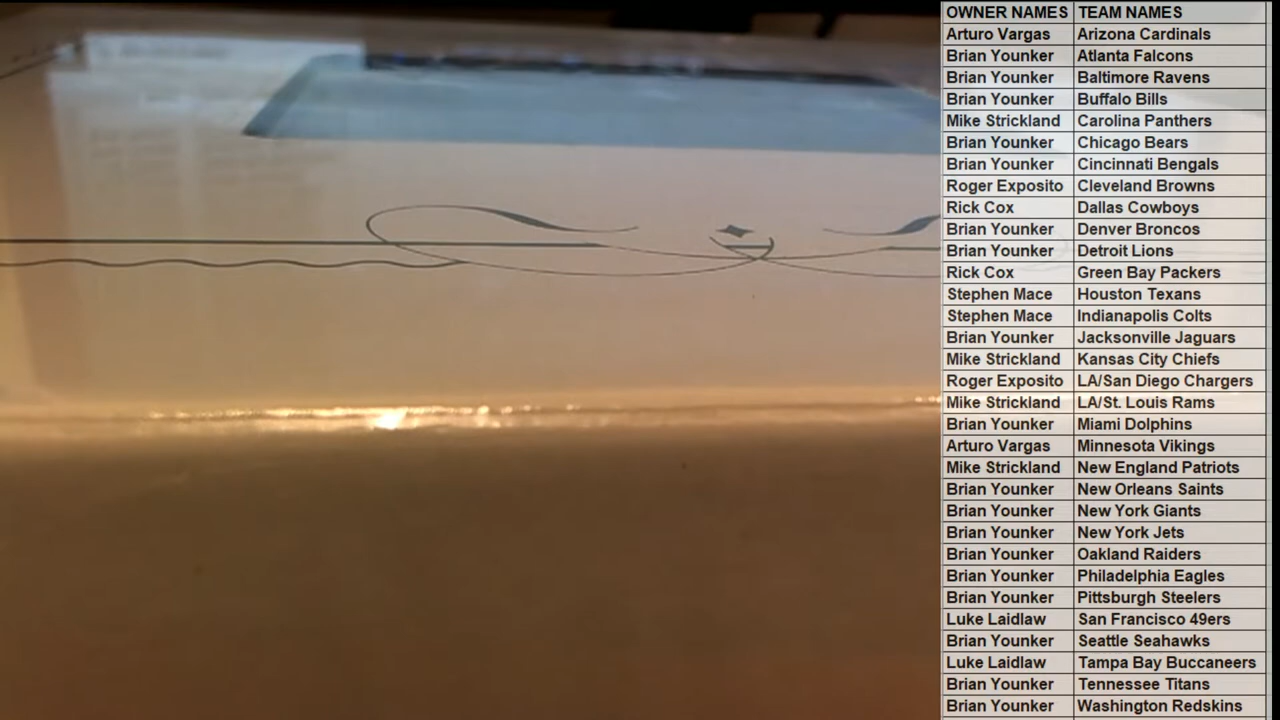 OWNER NAMES TEAM NAMES
Arturo Vargas Arizona Cardinals
Brian Younker Atlanta Falcons
Brian Younker Baltimore Ravens
Brian Younker Buffalo Bills
Mike Strickland Carolina Panthers
Brian Younker Chicago Bears
Brian Younker Cincinnati Bengals
Roger Exposito Cleveland Browns
Rick Cox Dallas Cowboys
Brian Younker Denver Broncos
Brian Younker Detroit Lions
Rick Cox Green Bay Packers
Stephen Mace Houston Texans
Stephen Mace Indianapolis Colts
Brian Younker Jacksonville Jaguars
Mike Strickland Kansas City Chiefs
Roger Exposito LA/San Diego Chargers
Mike Strickland LA/St. Louis Rams
Brian Younker Miami Dolphins
Arturo Vargas Minnesota Vikings
Mike Strickland New England Patriots
Brian Younker New Orleans Saints
Brian Younker New York Giants
Brian Younker New York Jets
Brian Younker Oakland Raiders
Brian Younker Philadelphia Eagles
Brian Younker Pittsburgh Steelers
Luke Laidlaw San Francisco 49ers
Brian Younker Seattle Seahawks
Luke Laidlaw Tampa Bay Buccaneers
Brian Younker Tennessee Titans
Brian Younker Washington Redskins